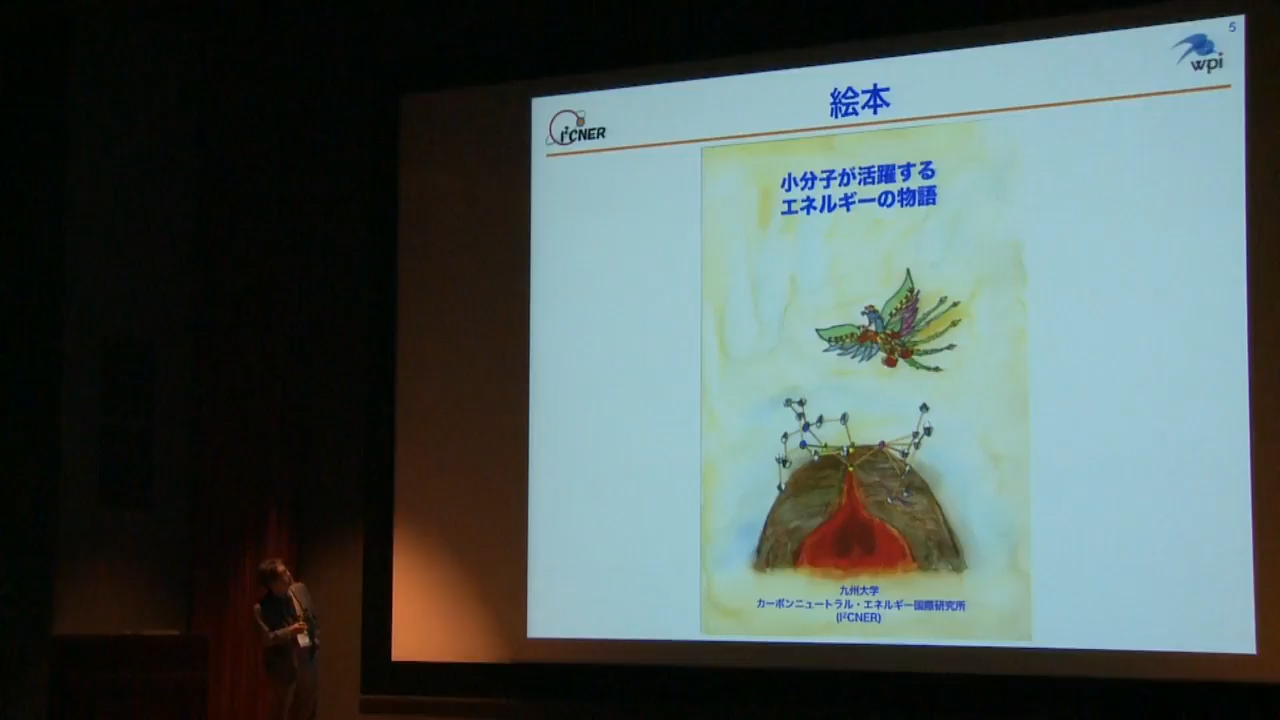 5
wpi
I²CNER
絵本
小分子が活躍する
エネルギーの物語
九州大学
カーボンニュートラル・エネルギー国際研究所
(I²CNER)